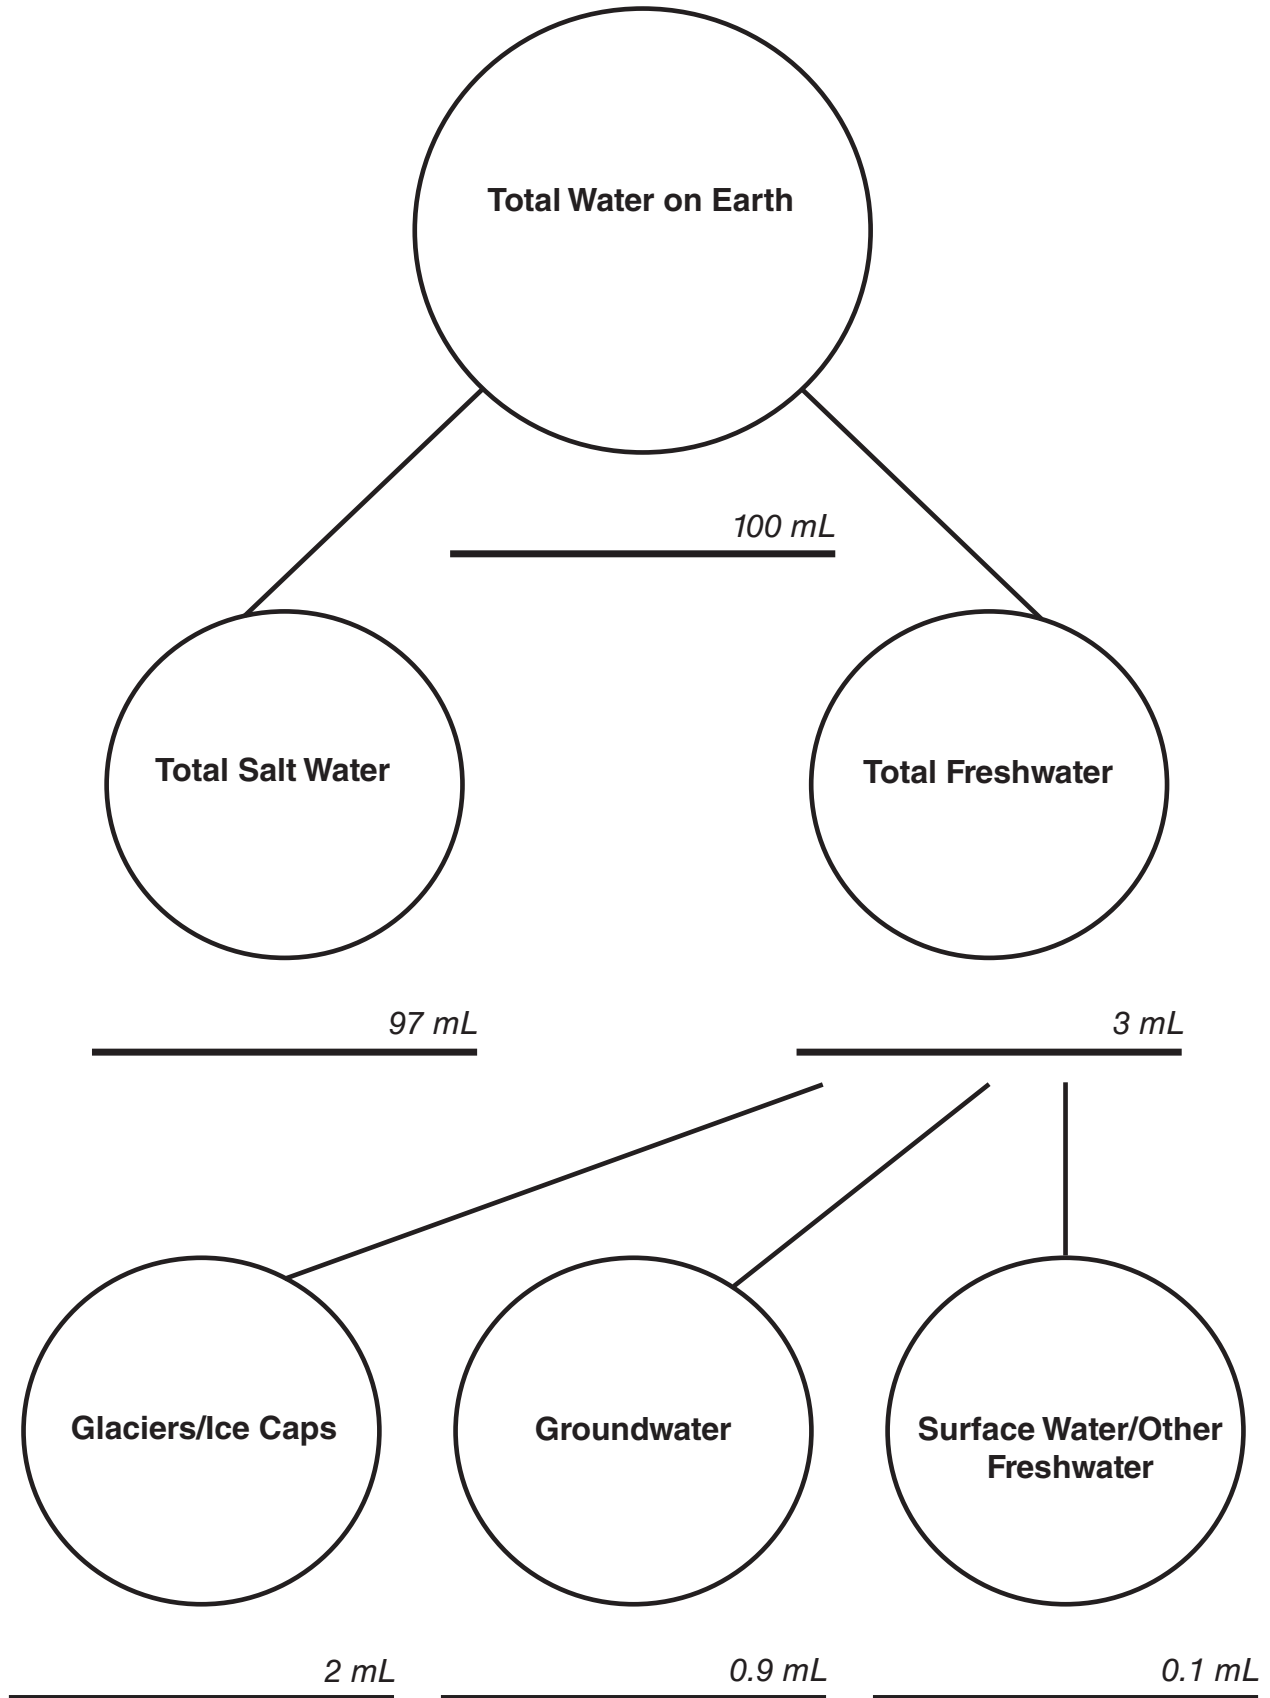 Total Water on Earth
100 mL
Total Salt Water
Total Freshwater
97 mL
3 mL
Glaciers/Ice Caps
Groundwater
Surface Water/Other
Freshwater
2 mL
0.9 mL
0.1 mL